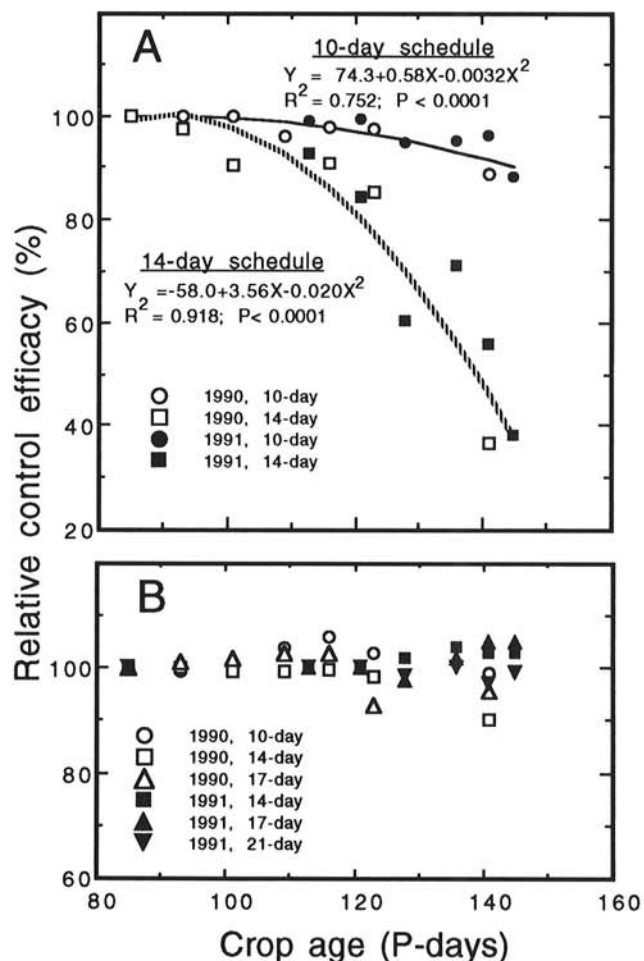 A
10-day schedule
Y = 74.3+0.58X-0.0032X²
R² = 0.752; P < 0.0001
14-day schedule
Y =-58.0+3.56X-0.020X²
R² = 0.918; P< 0.0001
1990, 10-day
1990, 14-day
1991, 10-day
1991, 14-day
100
80
60
40
20
Relative control efficacy (%)
B
1990, 10-day
1990, 14-day
1990, 17-day
1991, 14-day
1991, 17-day
1991, 21-day
100
80
60
80 100 120 140 160
Crop age (P-days)